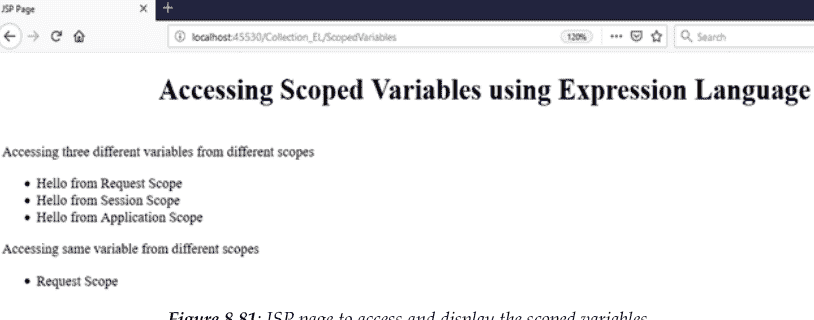 JSP Page
localhost:45530/Collection_EL/ScopedVariables
120%
Search
Accessing Scoped Variables using Expression Language
Accessing three different variables from different scopes
• Hello from Request Scope
• Hello from Session Scope
• Hello from Application Scope
Accessing same variable from different scopes
• Request Scope
Figure 8.81: JSP page to access and display the scoped variables